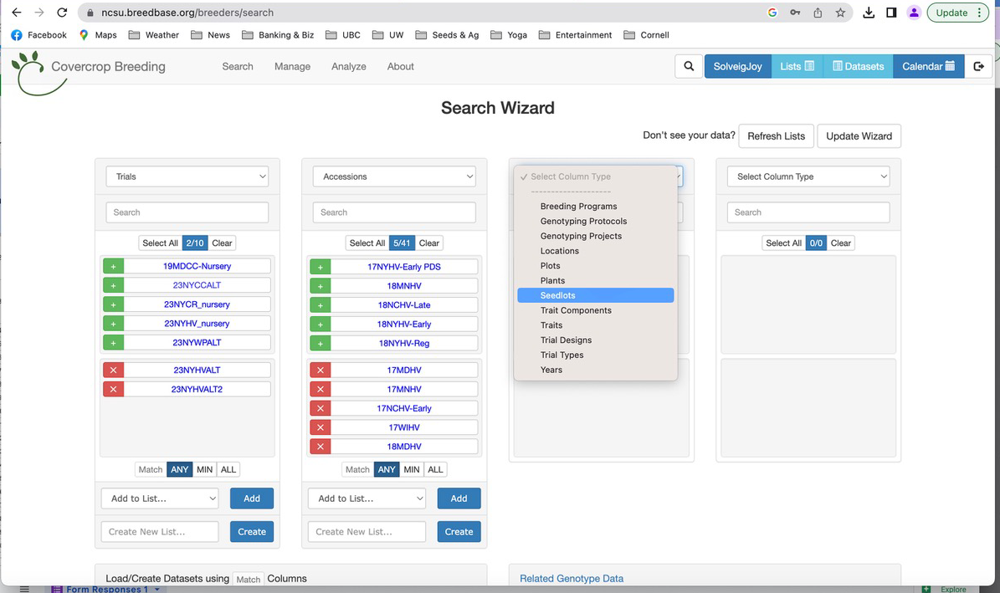 ncsu.breedbase.org/breeders/search
Update
Facebook Maps Weather News Banking & Biz UBC UW Seeds & Ag Yoga Entertainment Cornell
Covercrop Breeding Search Manage Analyze About SolveigJoy Lists Datasets Calendar
Search Wizard
Don't see your data? Refresh Lists Update Wizard
Trials
Search
Select All 2/10 Clear
19MDCC-Nursery
23NYCCALT
23NYCR_nursery
23NYHV_nursery
23NYWPALT
23NYHVALT
23NYHVALT2
Match ANY MIN ALL
Add to List... Add
Create New List... Create
Accessions
Search
Select All 5/41 Clear
17NYHV-Early PDS
18MNHV
18NCHV-Late
18NYHV-Early
18NYHV-Reg
17MDHV
17MNHV
17NCHV-Early
17WIHV
18MDHV
Match ANY MIN ALL
Add to List... Add
Create New List... Create
Select Column Type
--------------------
Breeding Programs
Genotyping Protocols
Genotyping Projects
Locations
Plots
Plants
Seedlots
Trait Components
Traits
Trial Designs
Trial Types
Years
Select Column Type
Search
Select All 0/0 Clear
Load/Create Datasets using Match Columns
Related Genotype Data
Form Responses 1
Explore